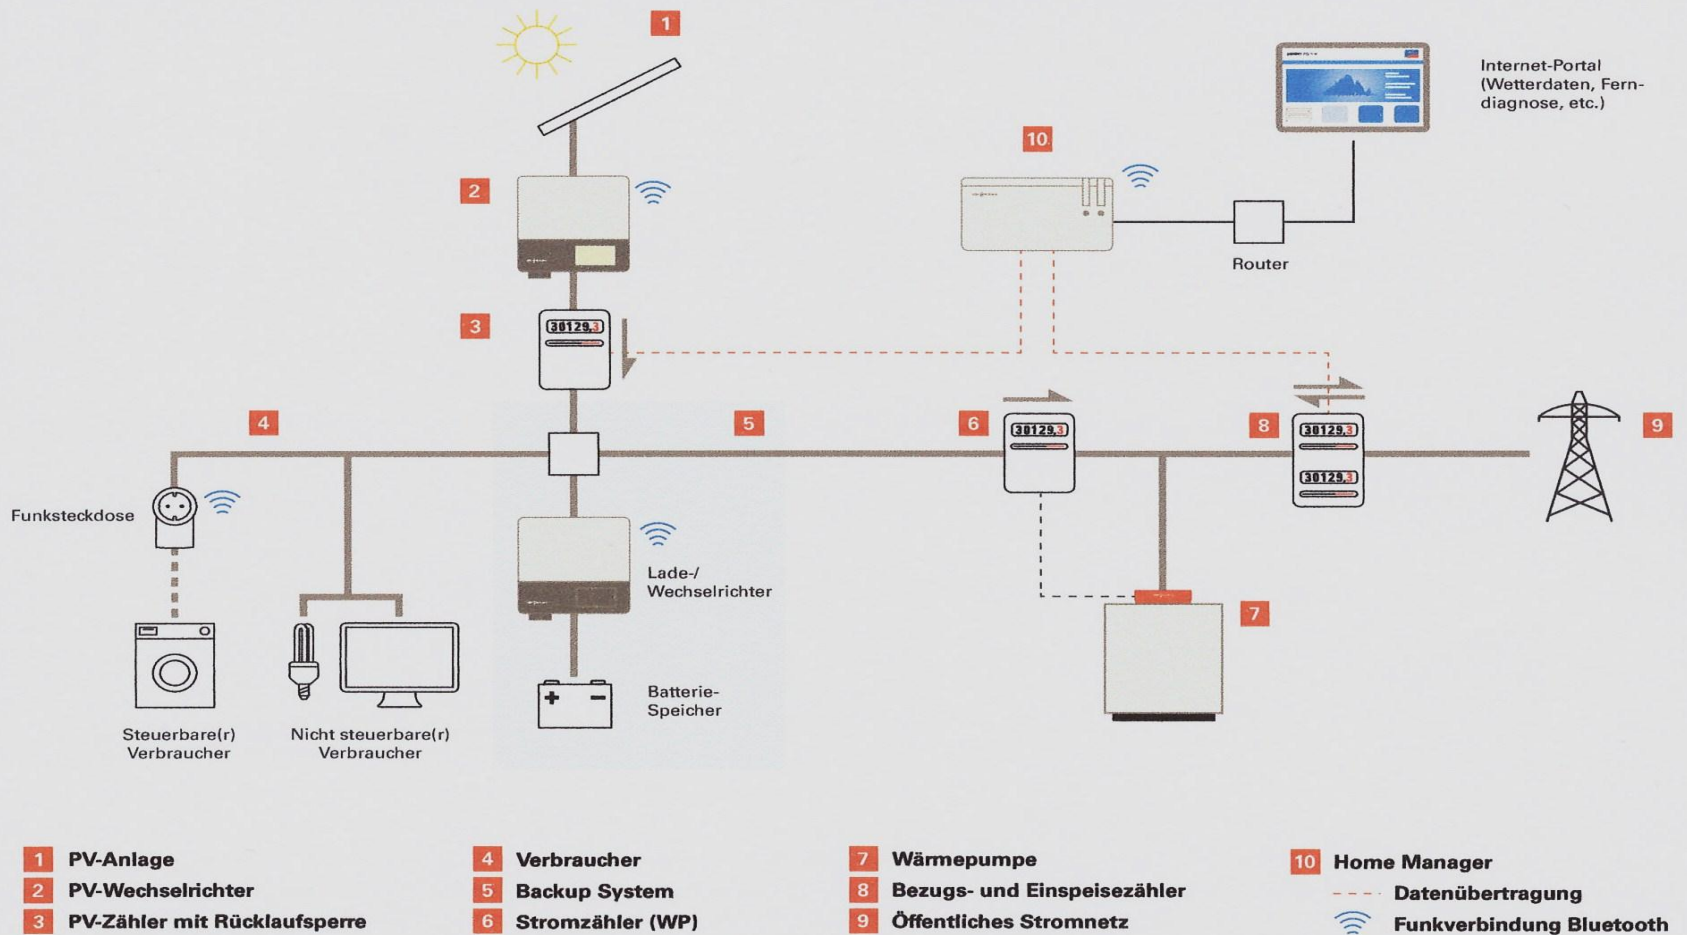 1
Internet-Portal
(Wetterdaten, Fern-
diagnose, etc.)
10
2
Router
3
30129,3
4
5
6
30129,3
8
30129,3
30129,3
9
Funksteckdose
Lade-/
Wechselrichter
7
+ −
Batterie-
Speicher
Steuerbare(r)
Verbraucher
Nicht steuerbare(r)
Verbraucher
1 PV-Anlage
2 PV-Wechselrichter
3 PV-Zähler mit Rücklaufsperre
4 Verbraucher
5 Backup System
6 Stromzähler (WP)
7 Wärmepumpe
8 Bezugs- und Einspeisezähler
9 Öffentliches Stromnetz
10 Home Manager
Datenübertragung
Funkverbindung Bluetooth